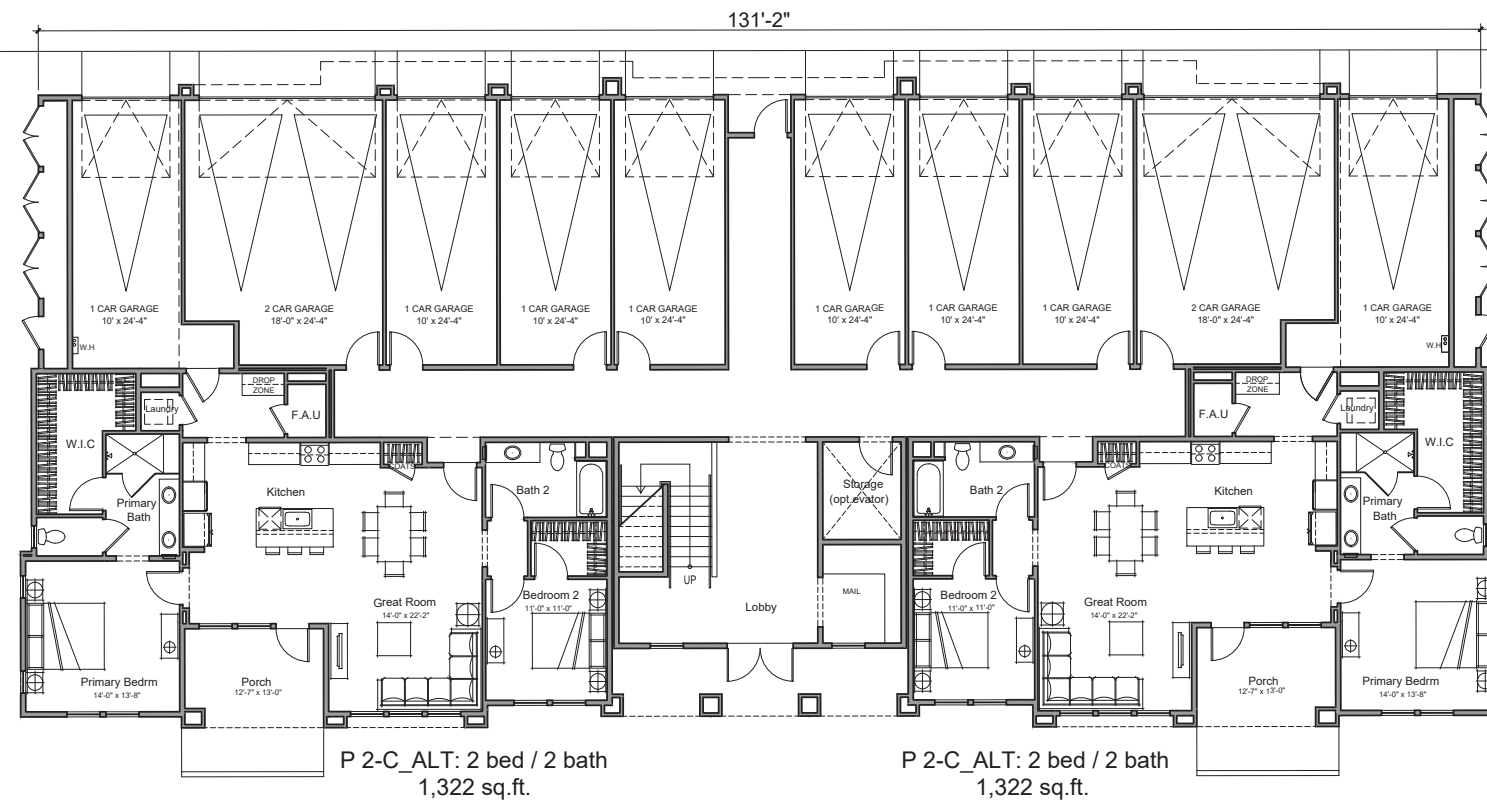 131'-2"
1 CAR GARAGE
10' x 24'-4"
2 CAR GARAGE
18'-0" x 24'-4"
1 CAR GARAGE
10' x 24'-4"
1 CAR GARAGE
10' x 24'-4"
1 CAR GARAGE
10' x 24'-4"
1 CAR GARAGE
10' x 24'-4"
1 CAR GARAGE
10' x 24'-4"
1 CAR GARAGE
10' x 24'-4"
2 CAR GARAGE
18'-0" x 24'-4"
1 CAR GARAGE
10' x 24'-4"
W.H
W.H
DROP
ZONE
DROP
ZONE
Laundry
F.A.U
F.A.U
Laundry
W.I.C
W.I.C
COATS
COATS
Kitchen
Bath 2
Storage
(opt.evator)
Bath 2
Kitchen
Primary
Bath
Primary
Bath
UP
MAIL
Lobby
Great Room
14'-0" x 22'-2"
Bedroom 2
11'-0" x 11'-0"
Bedroom 2
11'-0" x 11'-0"
Great Room
14'-0" x 22'-2"
Primary Bedrm
14'-0" x 13'-8"
Porch
12'-7" x 13'-0"
Porch
12'-7" x 13'-0"
Primary Bedrm
14'-0" x 13'-8"
P 2-C_ALT: 2 bed / 2 bath
1,322 sq.ft.
P 2-C_ALT: 2 bed / 2 bath
1,322 sq.ft.